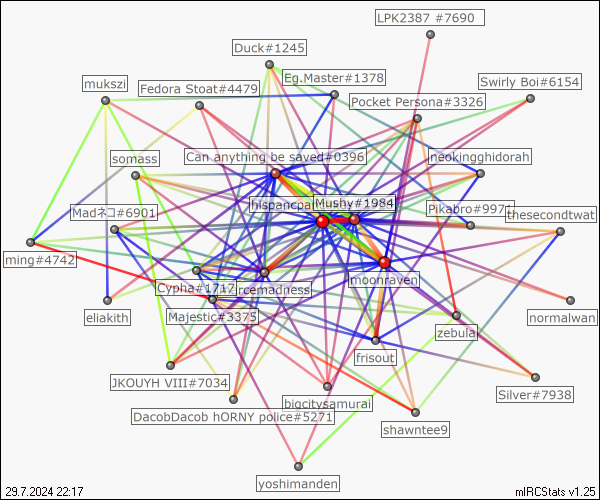 LPK2387 #7690
Duck#1245
Eg.Master#1378
mukszi
Fedora Stoat#4479
Swirly Boi#6154
Pocket Persona#3326
somass
Can anything be saved#0396
neokingghidorah
hispancpa
Mushy#1984
Madネコ#6901
Pikabro#997
thesecondtwat
ming#4742
Cypha#1717
rcemadness
moonraven
eliakith
Majestic#3375
normalwan
zebula
frisout
JKOUYH VIII#7034
Silver#7938
bigcitysamurai
DacobDacob hORNY police#5271
shawntee9
yoshimanden
29.7.2024 22:17
mIRCStats v1.25